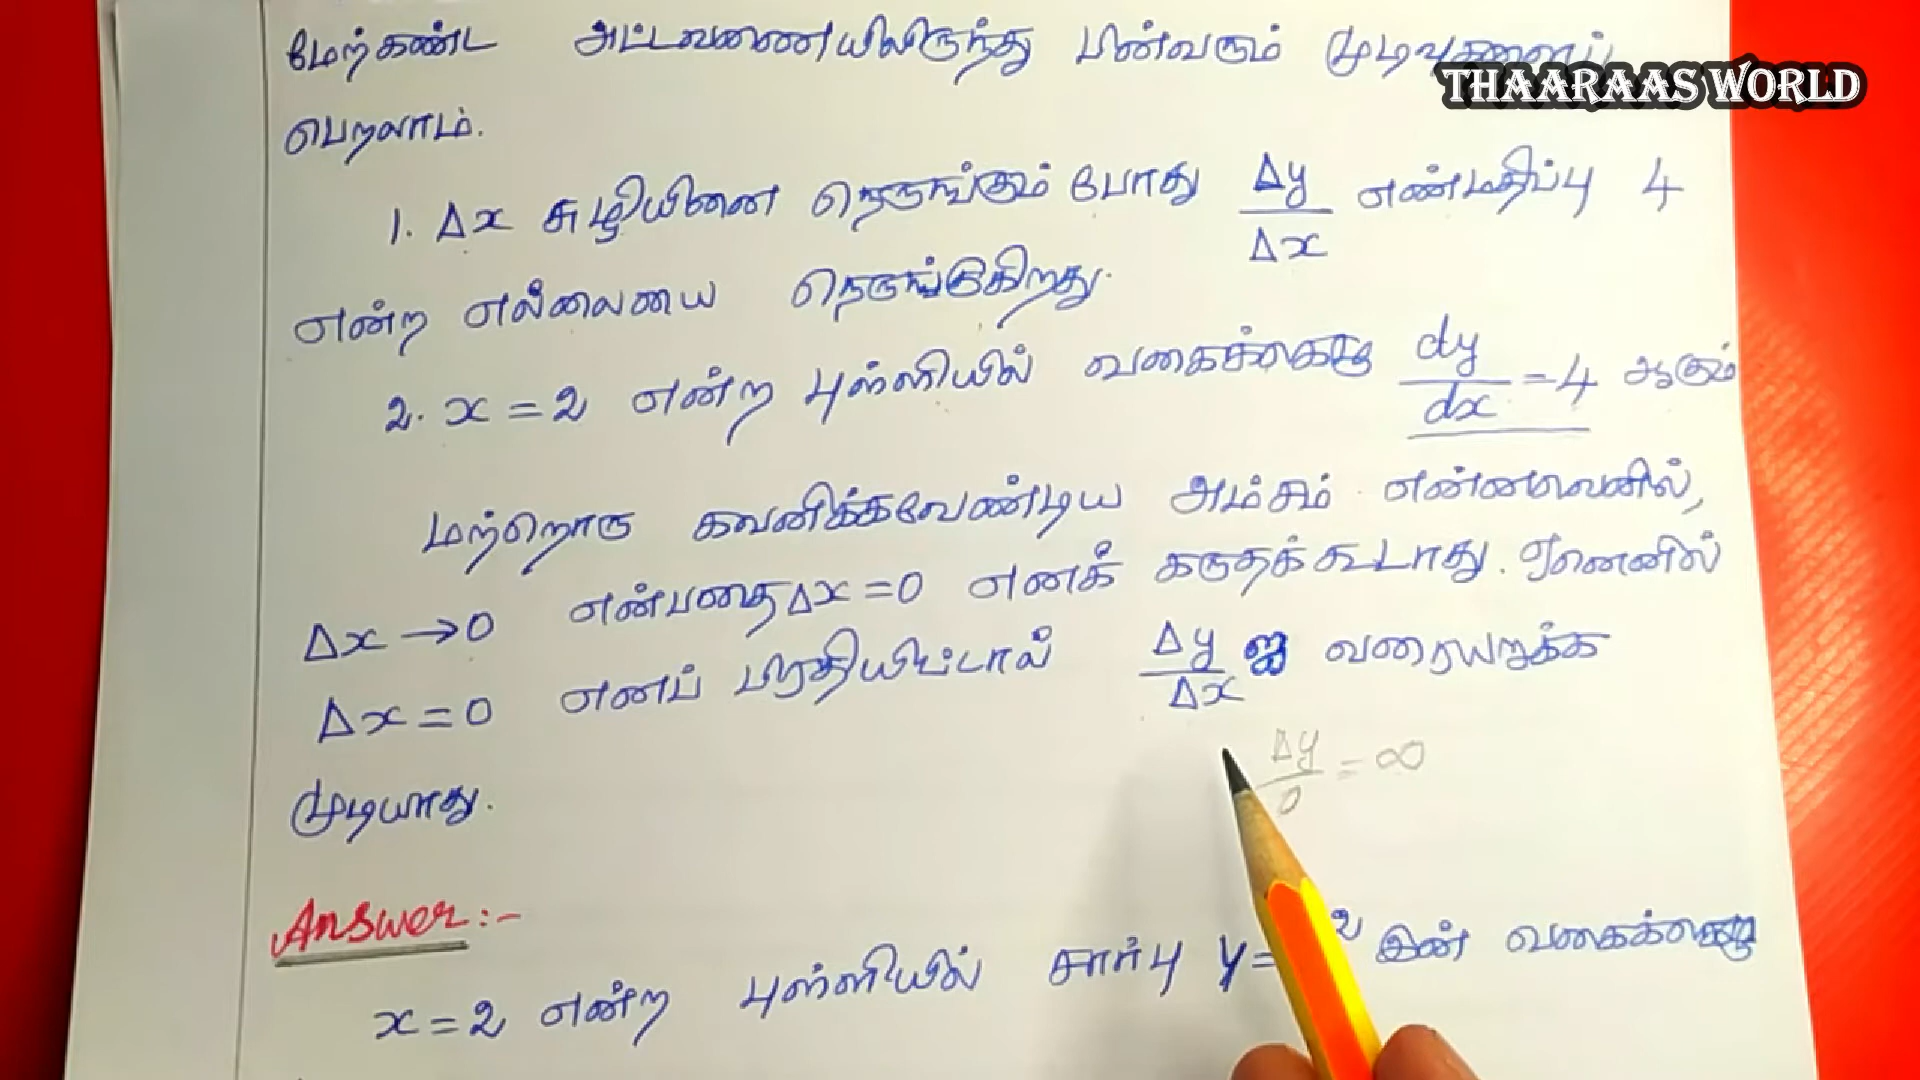 மேற்கண்ட அட்டவணையிலிருந்து பின்வரும் முடிவுகளைப்
THAARAAS WORLD
பெறலாம்.
1. Δx சுழியினை நெருங்கும் போது Δy/Δx எண்மதிப்பு 4
என்ற எல்லையை நெருங்குகிறது.
2. x = 2 என்ற புள்ளியில் வகைக்கெழு dy/dx = 4 ஆகும்
மற்றொரு கவனிக்கவேண்டிய அம்சம் என்னவெனில்,
Δx → 0 என்பதை Δx = 0 எனக் கருதக்கூடாது. ஏனெனில்
Δx = 0 எனப் பிரதியிட்டால் Δy/Δx ஐ வரையறுக்க
Δy/0 = ∞
முடியாது.
Answer:-
x = 2 என்ற புள்ளியில் சார்பு y = 2 இன் வகைக்கெழு